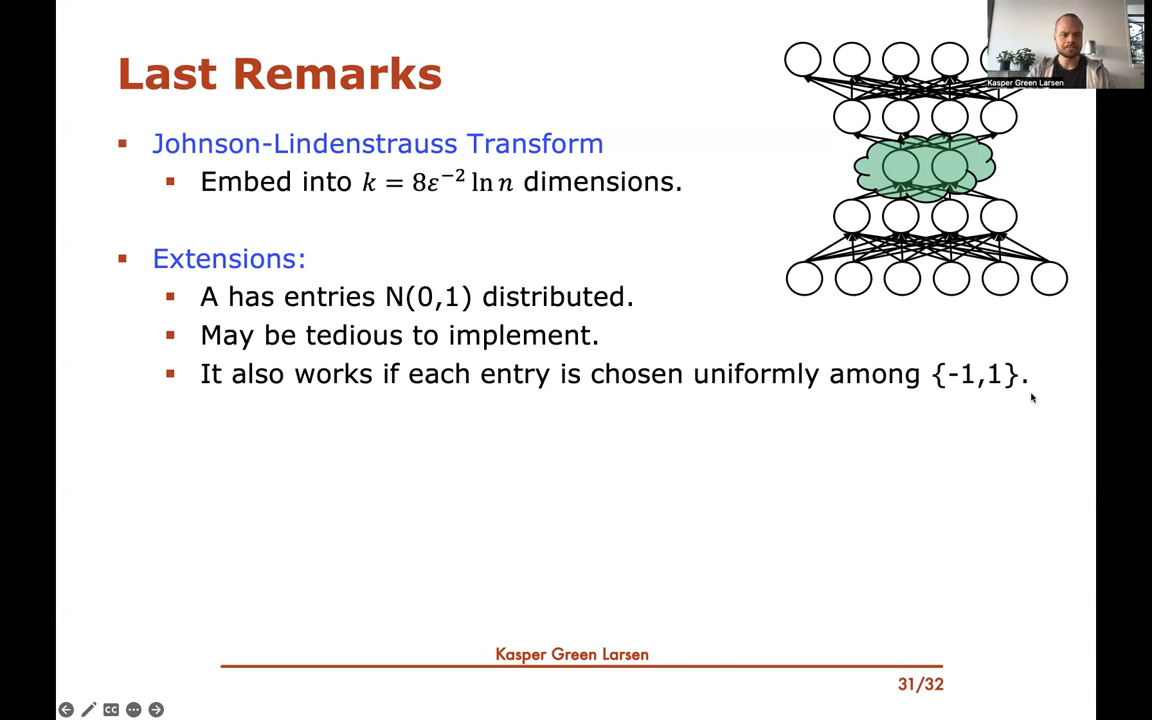 Last Remarks
Kasper Green Larsen
Johnson-Lindenstrauss Transform
Embed into k = 8ε⁻² ln n dimensions.
Extensions:
A has entries N(0,1) distributed.
May be tedious to implement.
It also works if each entry is chosen uniformly among {-1,1}.
Kasper Green Larsen
31/32
CC